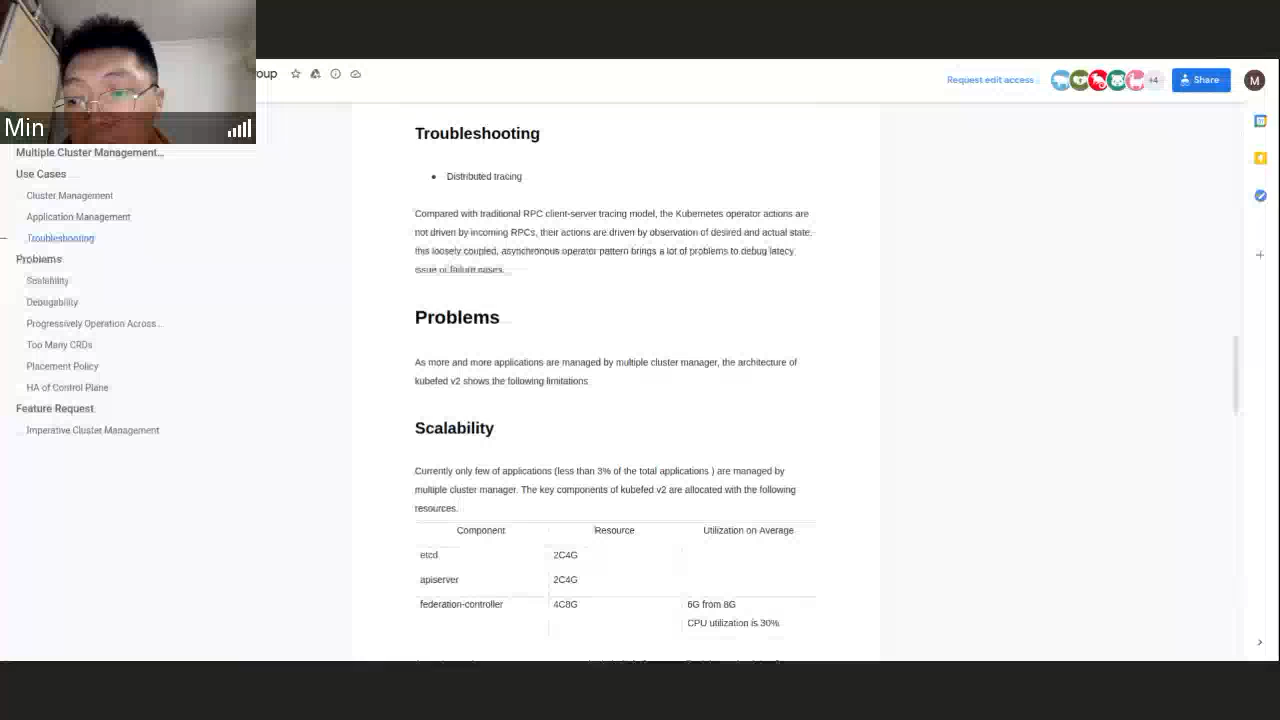 Min
oup
Request edit access
+4
Share
M
Multiple Cluster Management...
Use Cases
Cluster Management
Application Management
Troubleshooting
Problems
Scalability
Debugability
Progressively Operation Across...
Too Many CRDs
Placement Policy
HA of Control Plane
Feature Request
Imperative Cluster Management
Troubleshooting
● Distributed tracing
Compared with traditional RPC client-server tracing model, the Kubernetes operator actions are
not driven by incoming RPCs, their actions are driven by observation of desired and actual state.
this loosely coupled, asynchronous operator pattern brings a lot of problems to debug latecy
issue or failure cases.
Problems
As more and more applications are managed by multiple cluster manager, the architecture of
kubefed v2 shows the following limitations
Scalability
Currently only few of applications (less than 3% of the total applications ) are managed by
multiple cluster manager. The key components of kubefed v2 are allocated with the following
resources.
Component Resource Utilization on Average
etcd 2C4G
apiserver 2C4G
federation-controller 4C8G 6G from 8G
CPU utilization is 30%